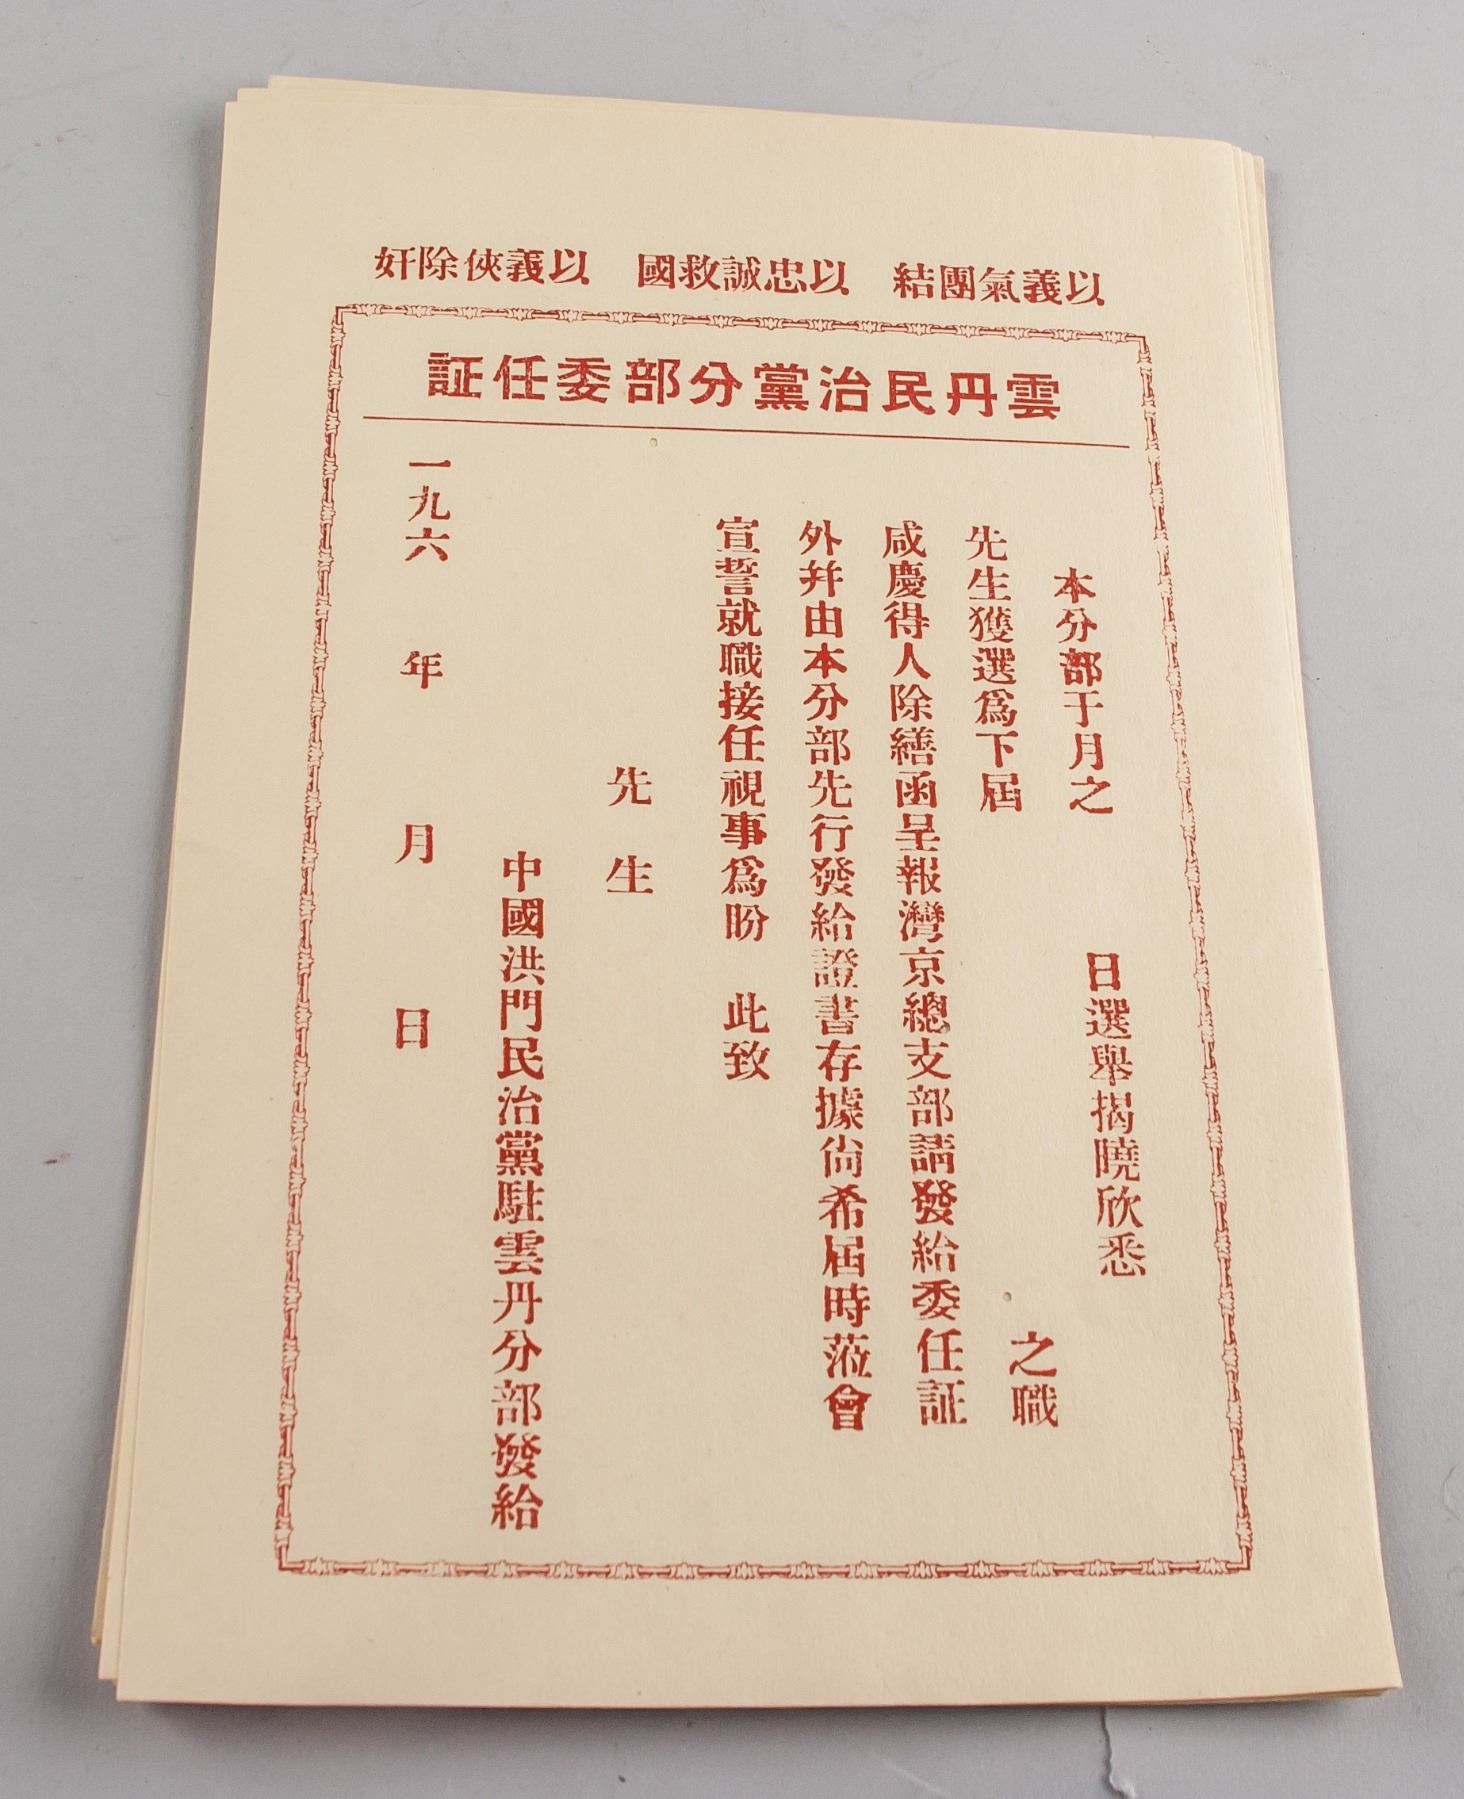 以義氣團結　以忠誠救國　以義俠除奸
雲丹民治黨分部委任証
本分部于月之　日選舉揭曉欣悉
先生獲選為下屆　之職
咸慶得人除繕函呈報灣京總支部請發給委任証
外并由本分部先行發給證書存據尙希屆時蒞會
宣誓就職接任視事為盼　此致
先生
中國洪門民治黨駐雲丹分部發給
一九六　年　月　日